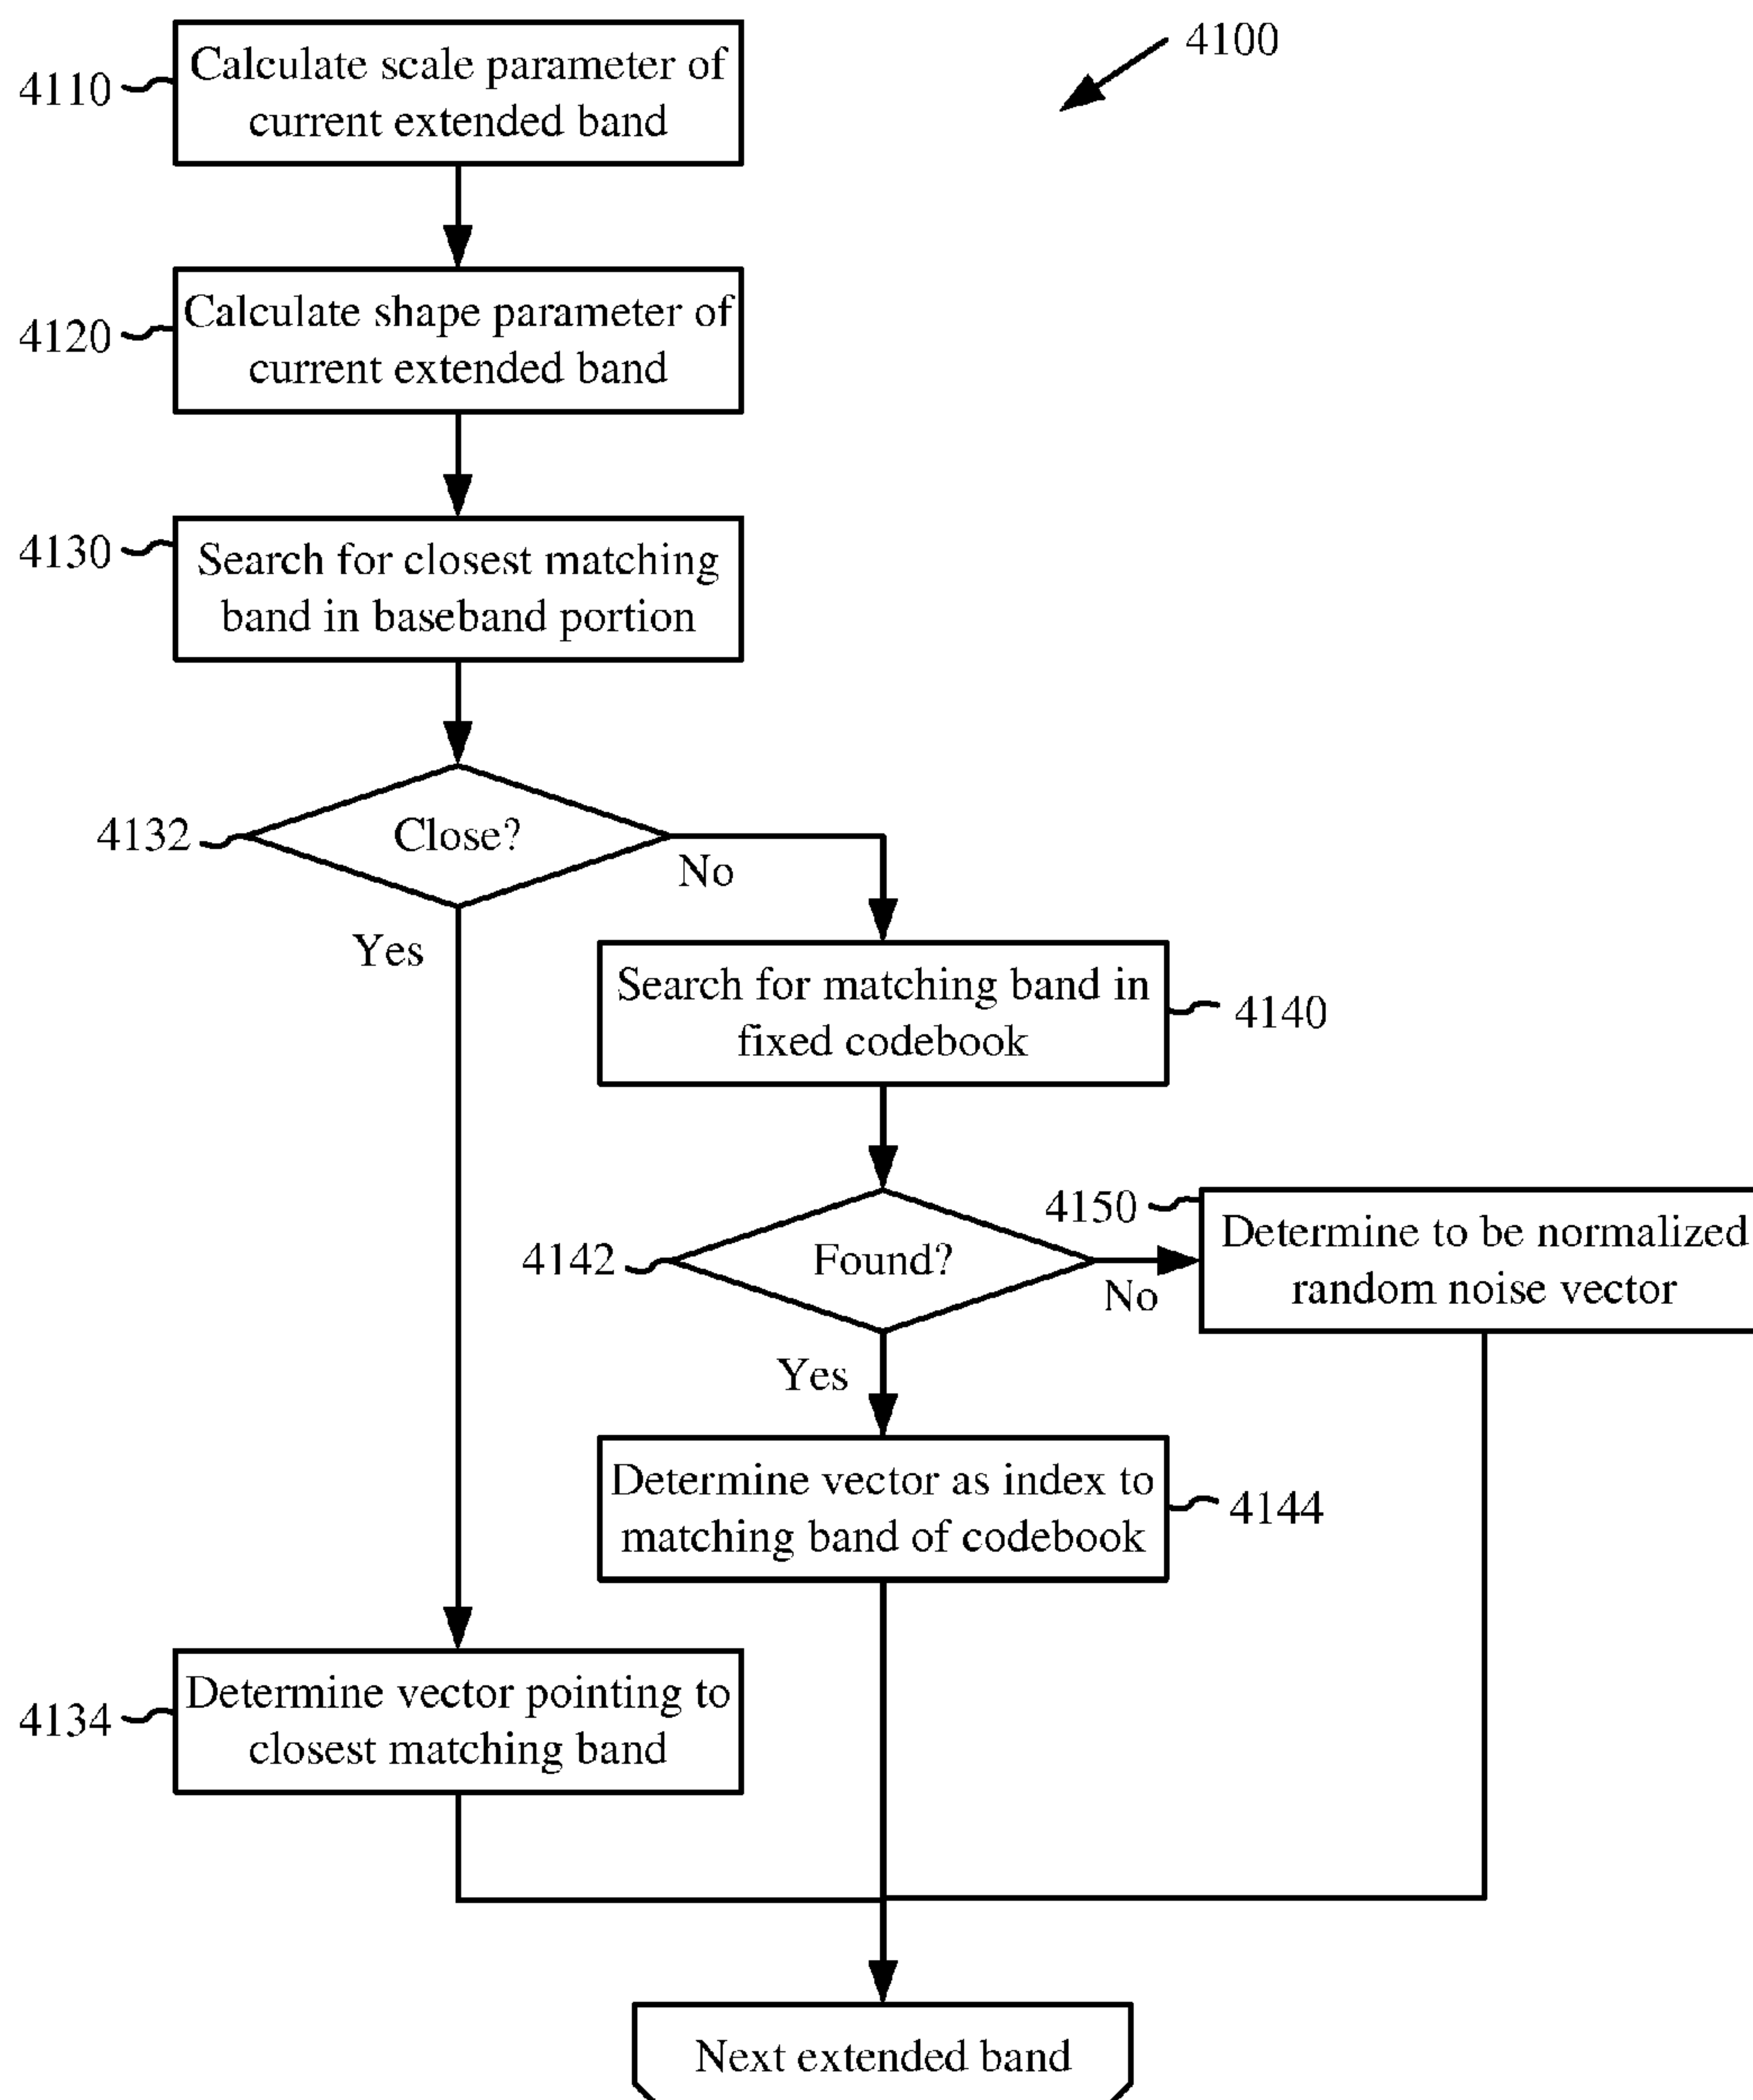 4100
4110
Calculate scale parameter of
current extended band
4120
Calculate shape parameter of
current extended band
4130
Search for closest matching
band in baseband portion
4132
Close?
No
Yes
Search for matching band in
fixed codebook
4140
4142
Found?
No
Yes
4150
Determine to be normalized
random noise vector
Determine vector as index to
matching band of codebook
4144
4134
Determine vector pointing to
closest matching band
Next extended band